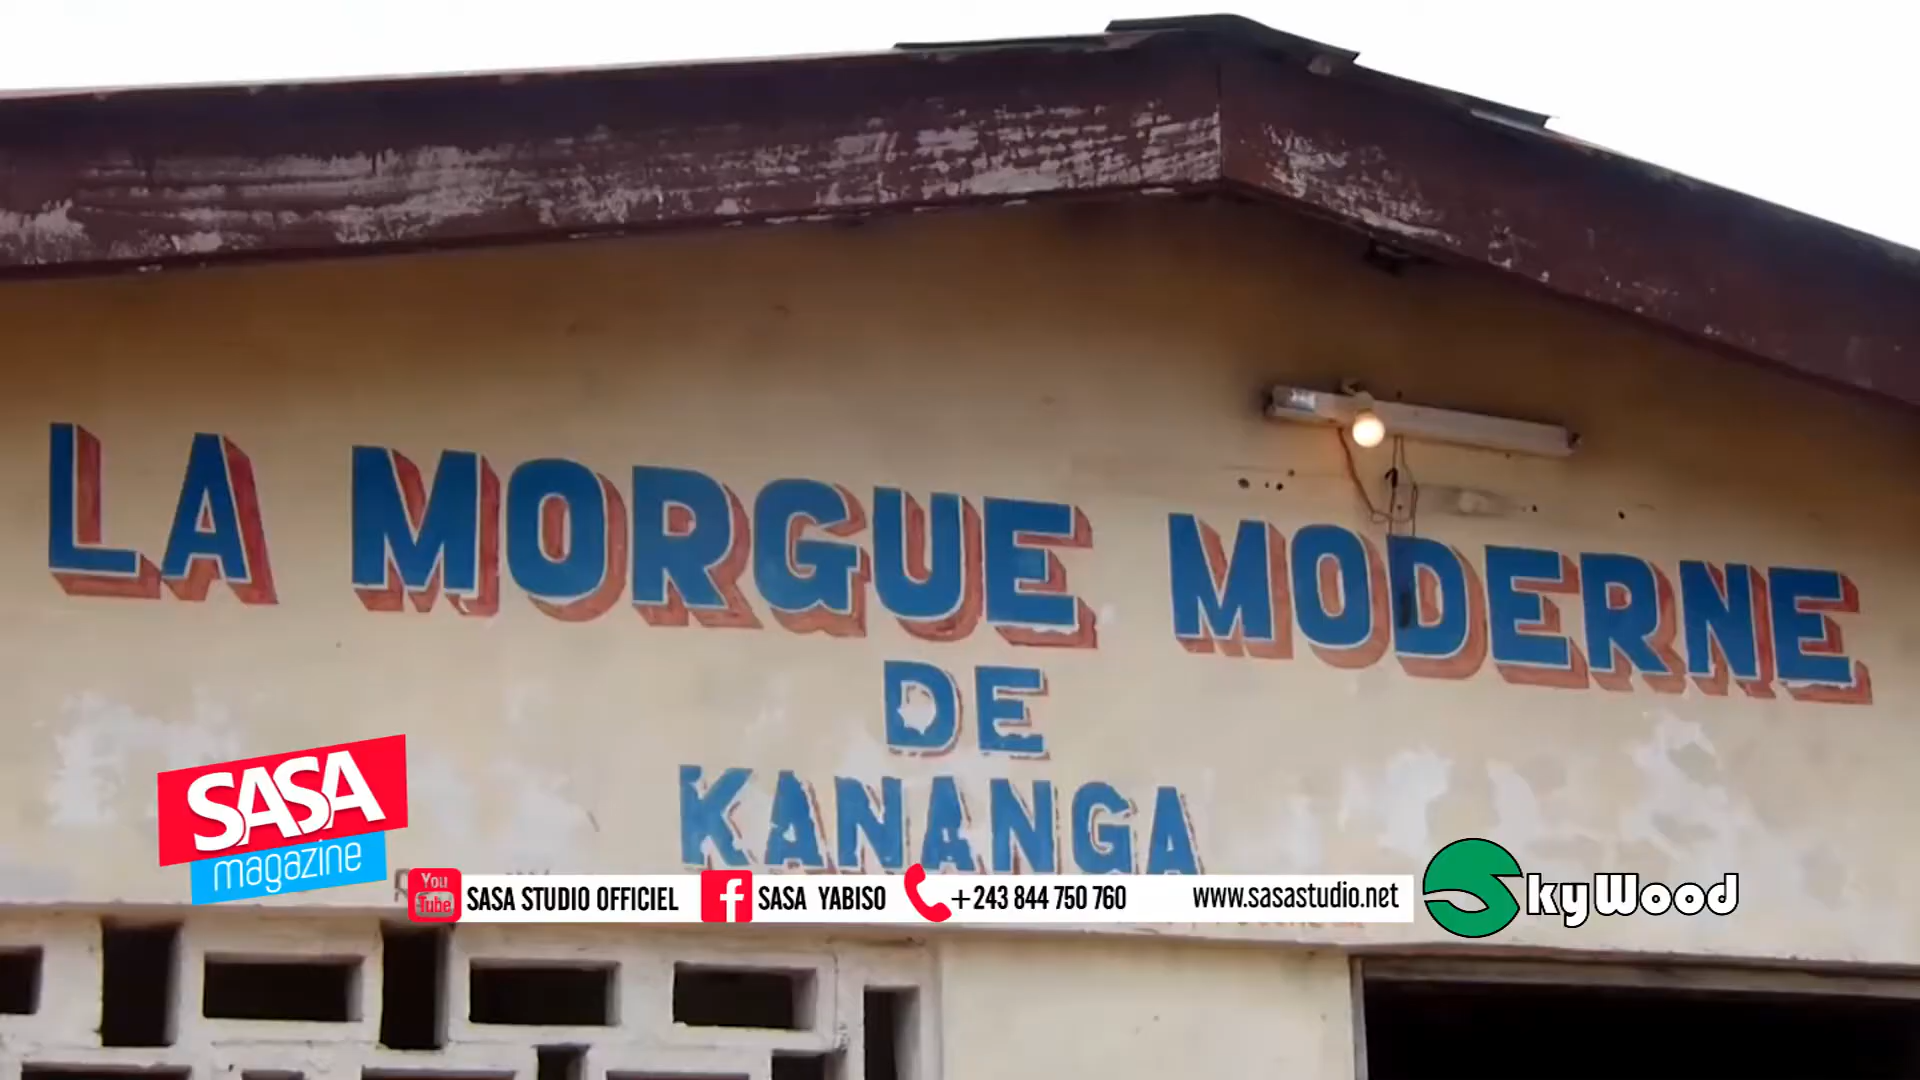 LA MORGUE MODERNE
DE
KANANGA
SASA
magazine
You
Tube
SASA STUDIO OFFICIEL
SASA YABISO
+243 844 750 760
www.sasastudio.net
SkyWood